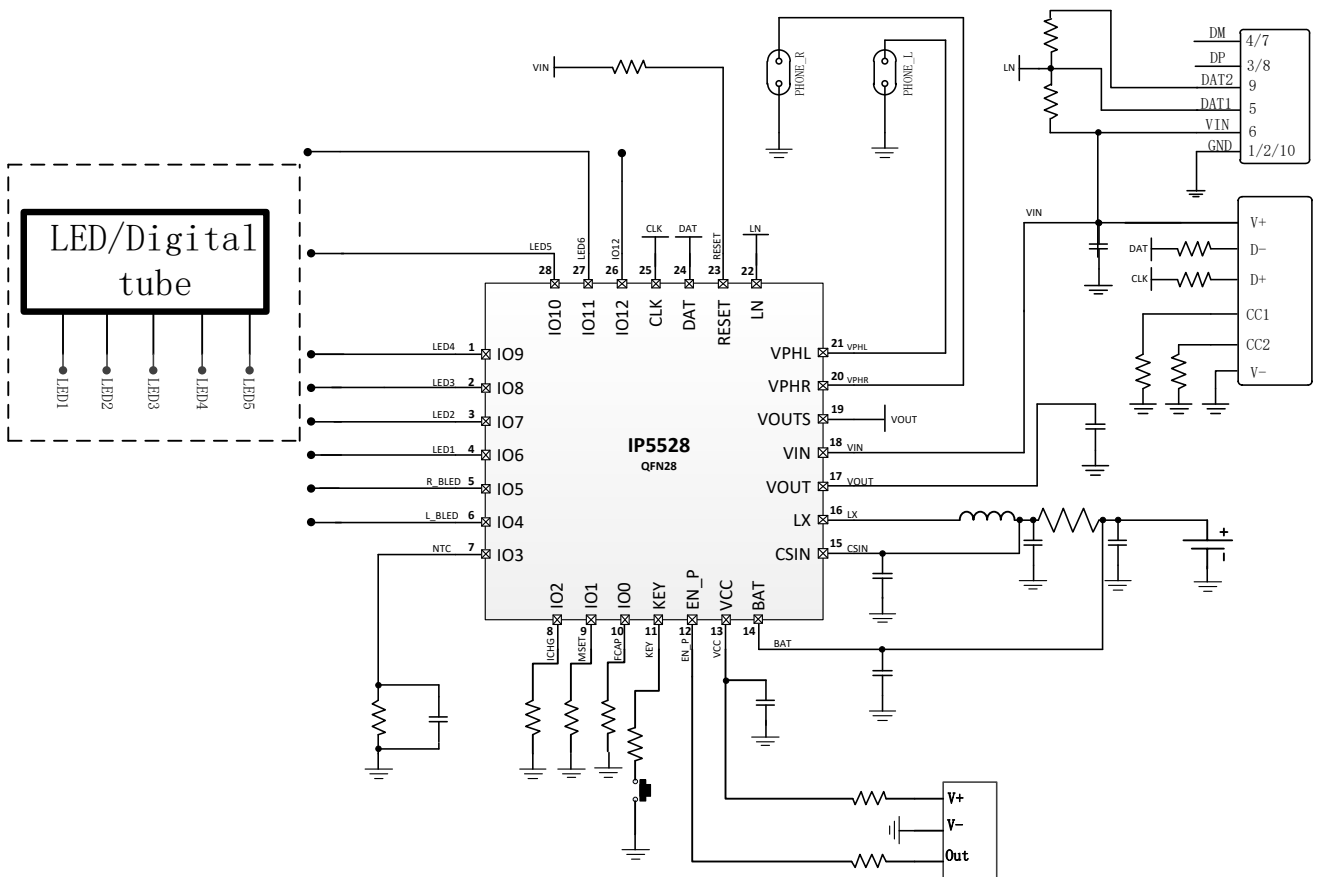 PHONE_R
PHONE_L
VIN
LN
DM
4/7
DP
3/8
DAT2
9
DAT1
5
VIN
6
GND
1/2/10
LED/Digital
tube
LED1
LED2
LED3
LED4
LED5
VIN
V+
DAT
D-
CLK
D+
CC1
CC2
V-
LED5
28
LED6
27
IO12
26
CLK
25
DAT
24
RESET
23
LN
22
IO10
IO11
IO12
CLK
DAT
RESET
LN
LED4
1
IO9
LED3
2
IO8
LED2
3
IO7
LED1
4
IO6
R_BLED
5
IO5
L_BLED
6
IO4
NTC
7
IO3
IP5528
QFN28
VPHL
21
VPHL
VPHR
20
VPHR
VOUTS
19
VOUT
VIN
18
VIN
VOUT
17
VOUT
LX
16
LX
CSIN
15
CSIN
+
IO2
IO1
IO0
KEY
EN_P
VCC
BAT
8
ICHG
9
MSET
10
FCAP
11
KEY
12
EN_P
13
VCC
14
BAT
V+
V-
Out